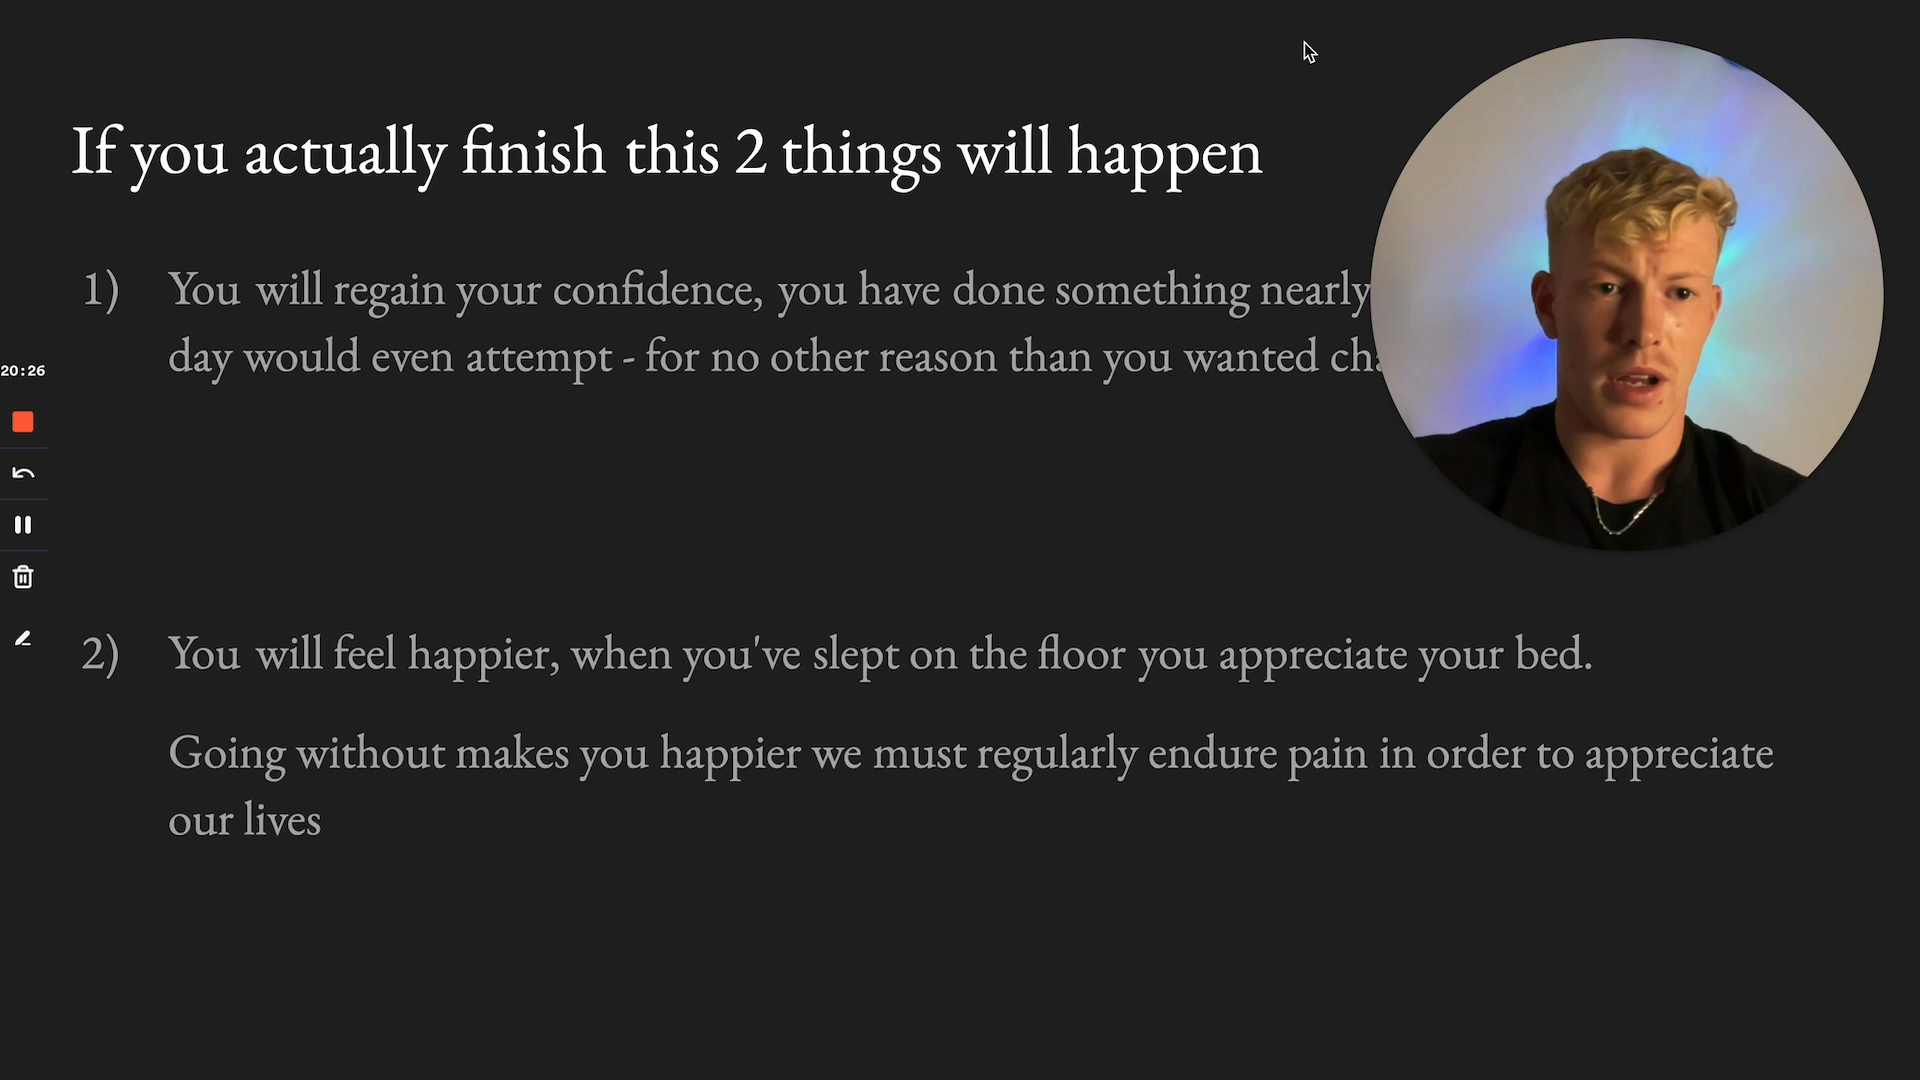 If you actually finish this 2 things will happen
1) You will regain your confidence, you have done something nearly
day would even attempt - for no other reason than you wanted
20:26
2) You will feel happier, when you've slept on the floor you appreciate your bed.
Going without makes you happier we must regularly endure pain in order to appreciate
our lives